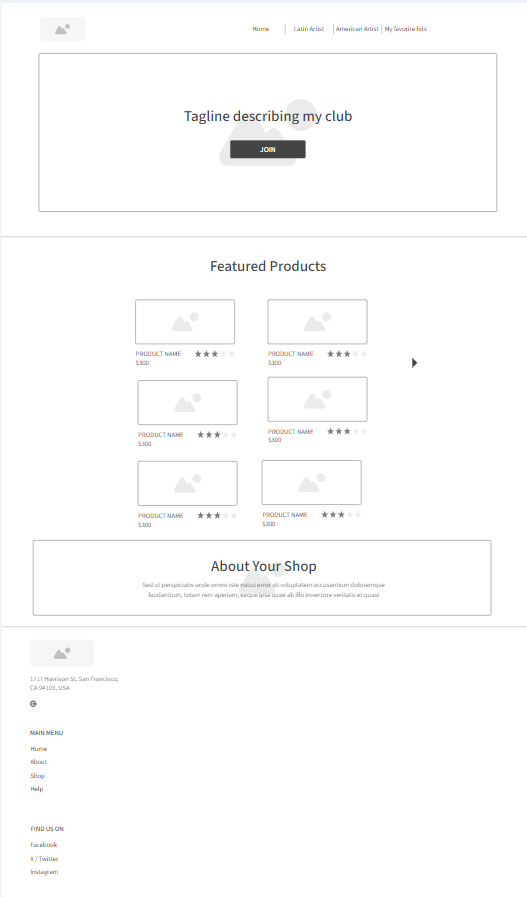 Home | Latin Artist | American Artist | My favorite hits
Tagline describing my club
JOIN
Featured Products
PRODUCT NAME ★★★★★ PRODUCT NAME ★★★★★
$300 $300
PRODUCT NAME ★★★★★ PRODUCT NAME ★★★★★
$300 $300
PRODUCT NAME ★★★★★ PRODUCT NAME ★★★★★
$300 $300
About Your Shop
Sed ut perspiciatis unde omnis iste natus error sit voluptatem accusantium doloremque
laudantium, totam rem aperiam, eaque ipsa quae ab illo inventore veritatis et quasi
1717 Harrison St, San Francisco,
CA 94103, USA
MAIN MENU
Home
About
Shop
Help
FIND US ON
Facebook
X / Twitter
Instagram